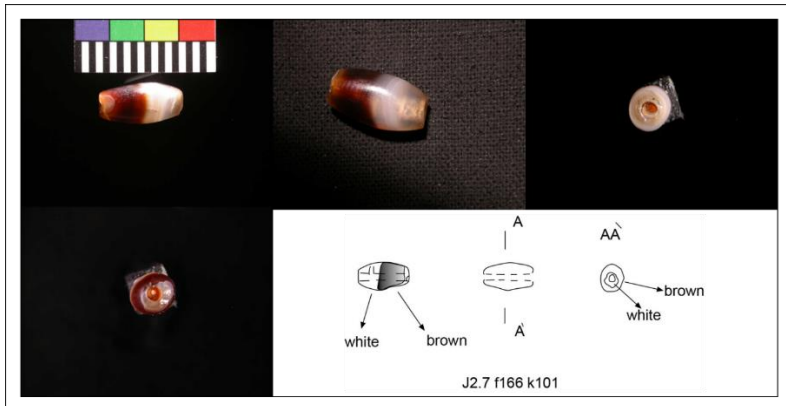 A
AA̓
brown
white
white
brown
A̓
J2.7 f166 k101